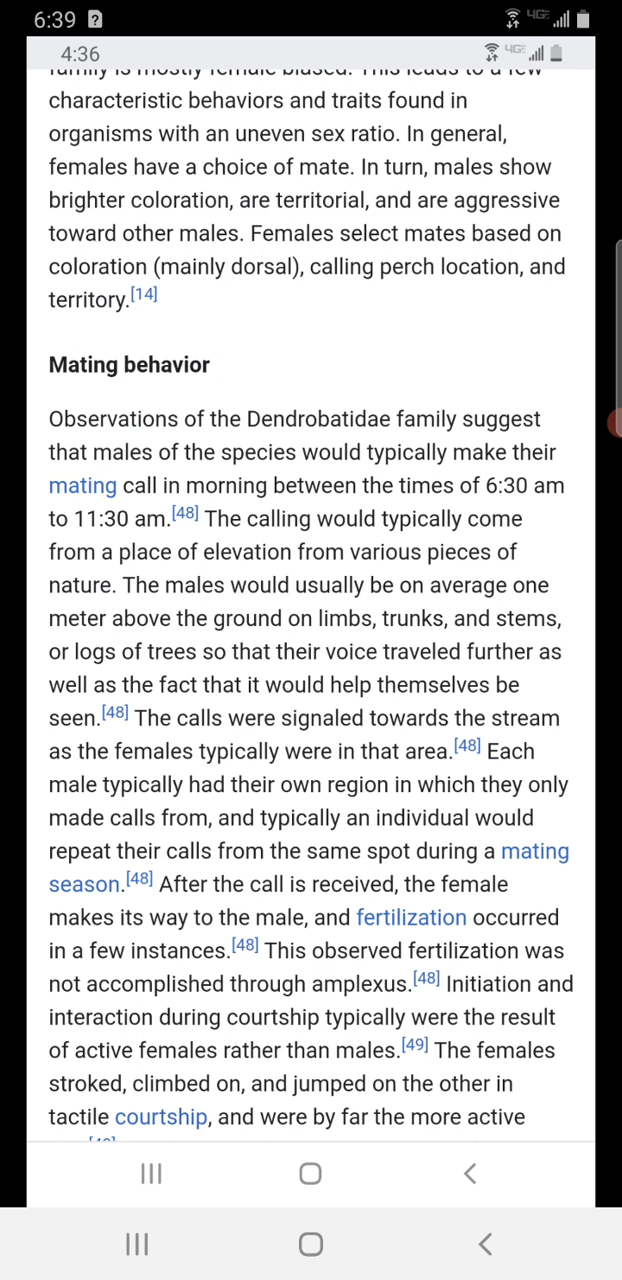 6:39
4GE
4:36
4GE
family is mostly female biased. This leads to a few
characteristic behaviors and traits found in
organisms with an uneven sex ratio. In general,
females have a choice of mate. In turn, males show
brighter coloration, are territorial, and are aggressive
toward other males. Females select mates based on
coloration (mainly dorsal), calling perch location, and
territory.[14]
Mating behavior
Observations of the Dendrobatidae family suggest
that males of the species would typically make their
mating call in morning between the times of 6:30 am
to 11:30 am.[48] The calling would typically come
from a place of elevation from various pieces of
nature. The males would usually be on average one
meter above the ground on limbs, trunks, and stems,
or logs of trees so that their voice traveled further as
well as the fact that it would help themselves be
seen.[48] The calls were signaled towards the stream
as the females typically were in that area.[48] Each
male typically had their own region in which they only
made calls from, and typically an individual would
repeat their calls from the same spot during a mating
season.[48] After the call is received, the female
makes its way to the male, and fertilization occurred
in a few instances.[48] This observed fertilization was
not accomplished through amplexus.[48] Initiation and
interaction during courtship typically were the result
of active females rather than males.[49] The females
stroked, climbed on, and jumped on the other in
tactile courtship, and were by far the more active